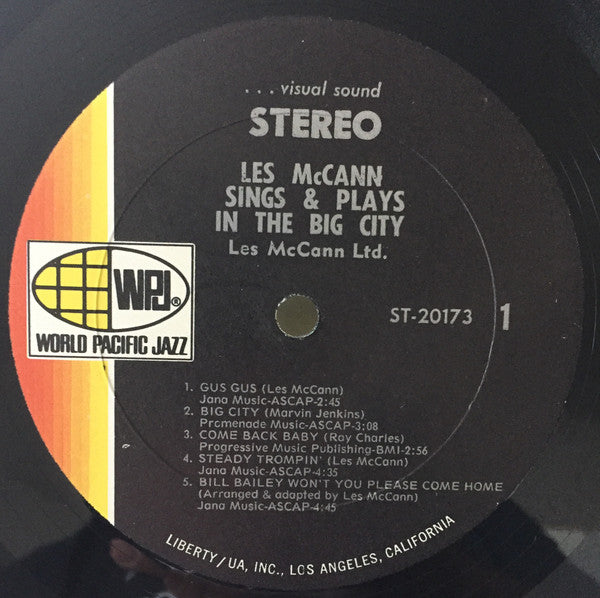 . . . visual sound
STEREO
LES McCANN
SINGS & PLAYS
IN THE BIG CITY
Les McCann Ltd.
WPJ®
WORLD PACIFIC JAZZ
ST-20173 1
1. GUS GUS (Les McCann)
Jana Music-ASCAP-2:45
2. BIG CITY (Marvin Jenkins)
Promenade Music-ASCAP-3:08
3. COME BACK BABY (Ray Charles)
Progressive Music Publishing-BMI-2:56
4. STEADY TROMPIN' (Les McCann)
Jana Music-ASCAP-4:35
5. BILL BAILEY WON'T YOU PLEASE COME HOME
(Arranged & adapted by Les McCann)
Jana Music-ASCAP-4:45
LIBERTY/UA, INC., LOS ANGELES, CALIFORNIA